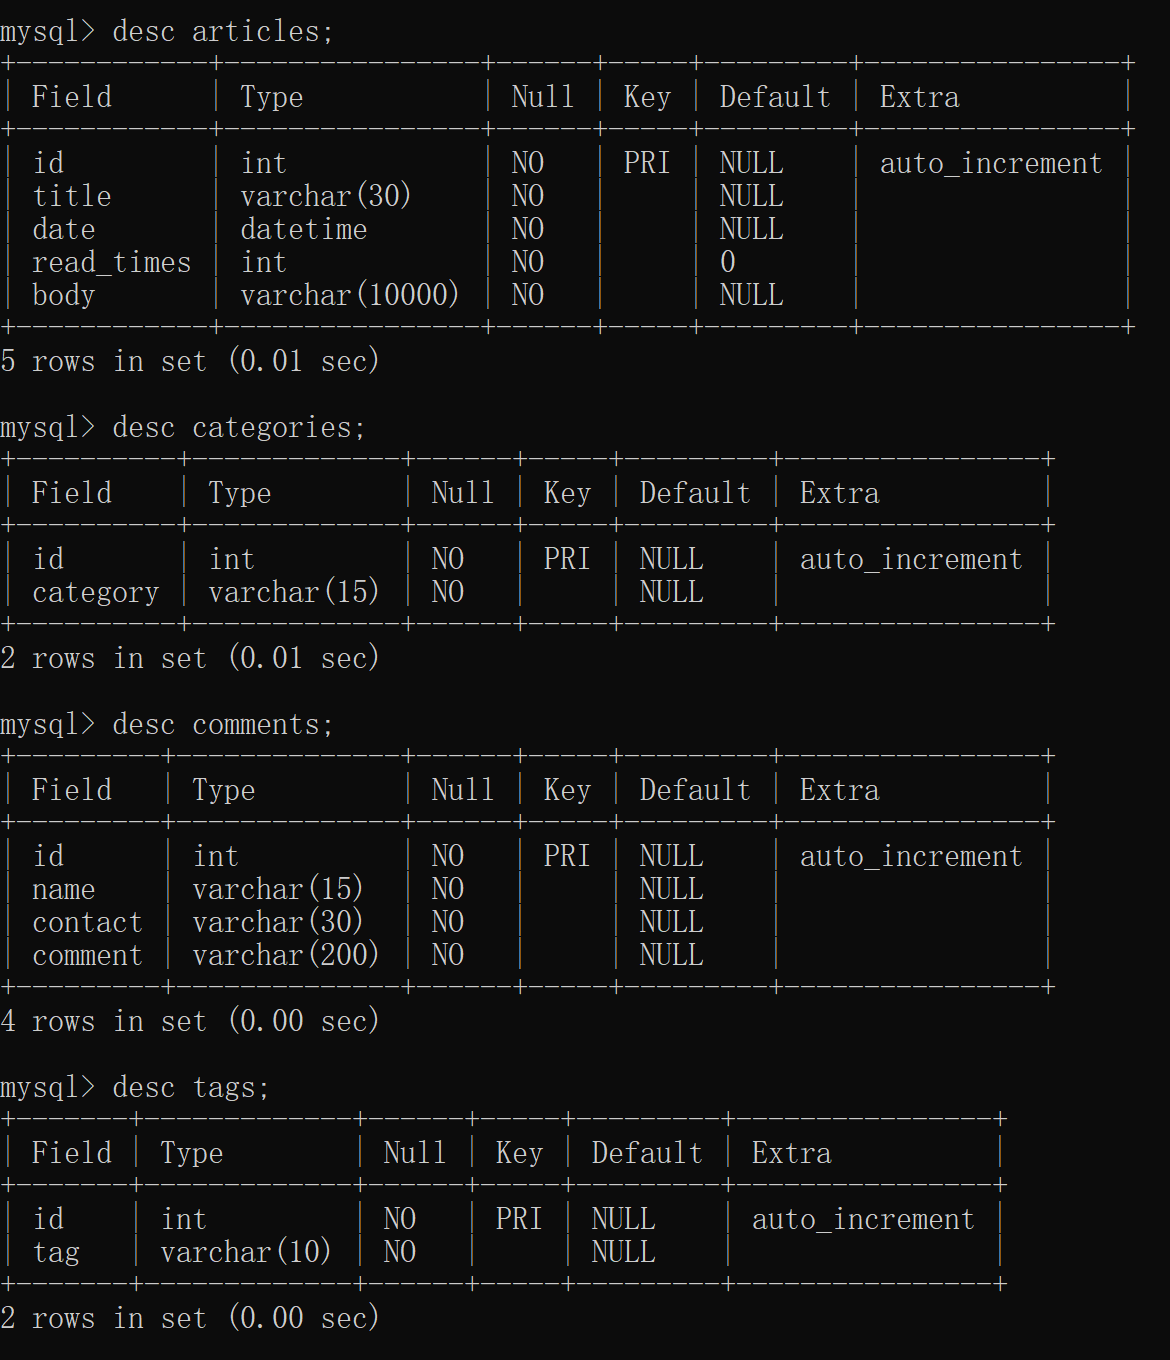 mysql> desc articles;
+------------+----------------+------+-----+---------+----------------+
| Field      | Type           | Null | Key | Default | Extra          |
+------------+----------------+------+-----+---------+----------------+
| id         | int            | NO   | PRI | NULL    | auto_increment |
| title      | varchar(30)    | NO   |     | NULL    |                |
| date       | datetime       | NO   |     | NULL    |                |
| read_times | int            | NO   |     | 0       |                |
| body       | varchar(10000) | NO   |     | NULL    |                |
+------------+----------------+------+-----+---------+----------------+
5 rows in set (0.01 sec)

mysql> desc categories;
+----------+-------------+------+-----+---------+----------------+
| Field    | Type        | Null | Key | Default | Extra          |
+----------+-------------+------+-----+---------+----------------+
| id       | int         | NO   | PRI | NULL    | auto_increment |
| category | varchar(15) | NO   |     | NULL    |                |
+----------+-------------+------+-----+---------+----------------+
2 rows in set (0.01 sec)

mysql> desc comments;
+---------+--------------+------+-----+---------+----------------+
| Field   | Type         | Null | Key | Default | Extra          |
+---------+--------------+------+-----+---------+----------------+
| id      | int          | NO   | PRI | NULL    | auto_increment |
| name    | varchar(15)  | NO   |     | NULL    |                |
| contact | varchar(30)  | NO   |     | NULL    |                |
| comment | varchar(200) | NO   |     | NULL    |                |
+---------+--------------+------+-----+---------+----------------+
4 rows in set (0.00 sec)

mysql> desc tags;
+-------+-------------+------+-----+---------+----------------+
| Field | Type        | Null | Key | Default | Extra          |
+-------+-------------+------+-----+---------+----------------+
| id    | int         | NO   | PRI | NULL    | auto_increment |
| tag   | varchar(10) | NO   |     | NULL    |                |
+-------+-------------+------+-----+---------+----------------+
2 rows in set (0.00 sec)